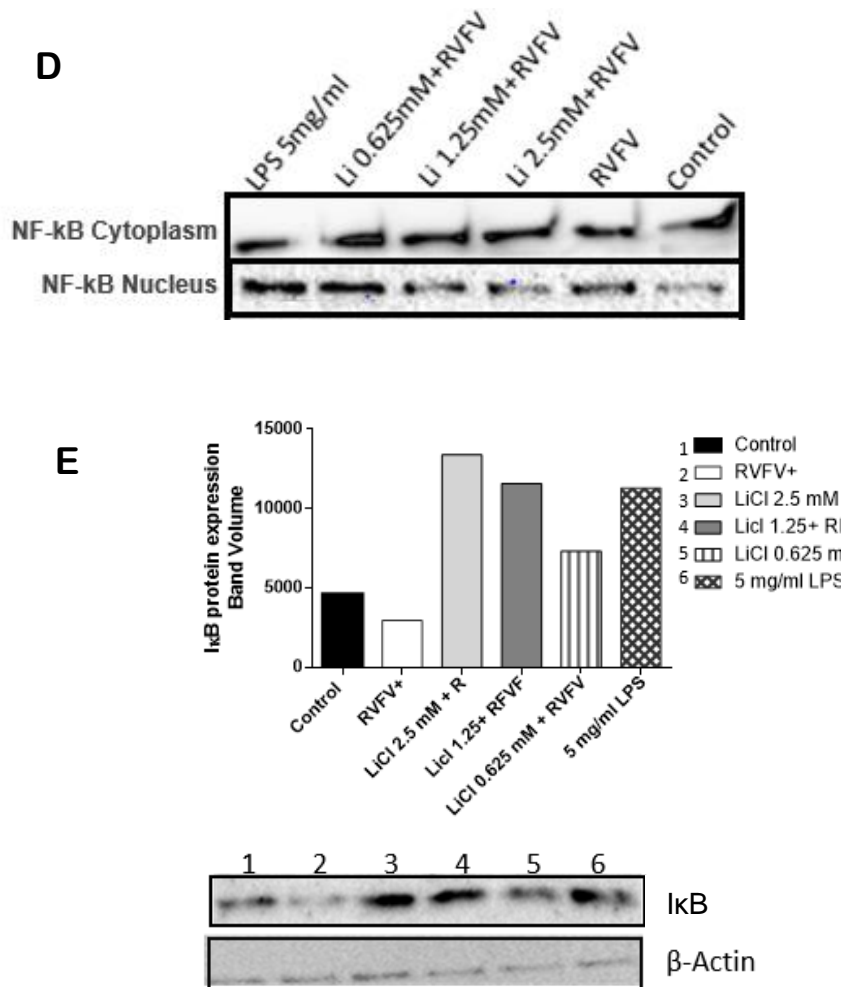 D
LPS 5mg/ml
Li 0.625mM+RVFV
Li 1.25mM+RVFV
Li 2.5mM+RVFV
RVFV
Control
NF-kB Cytoplasm
NF-kB Nucleus
E
IκB protein expression
Band Volume
15000
10000
5000
0
Control
RVFV+
LiCl 2.5 mM + R
Licl 1.25+ RFVF
LiCl 0.625 mM + RVFV
5 mg/ml LPS
1 Control
2 RVFV+
3 LiCl 2.5 mM
4 Licl 1.25+ R
5 LiCl 0.625 m
6 5 mg/ml LPS
1 2 3 4 5 6
IκB
β-Actin